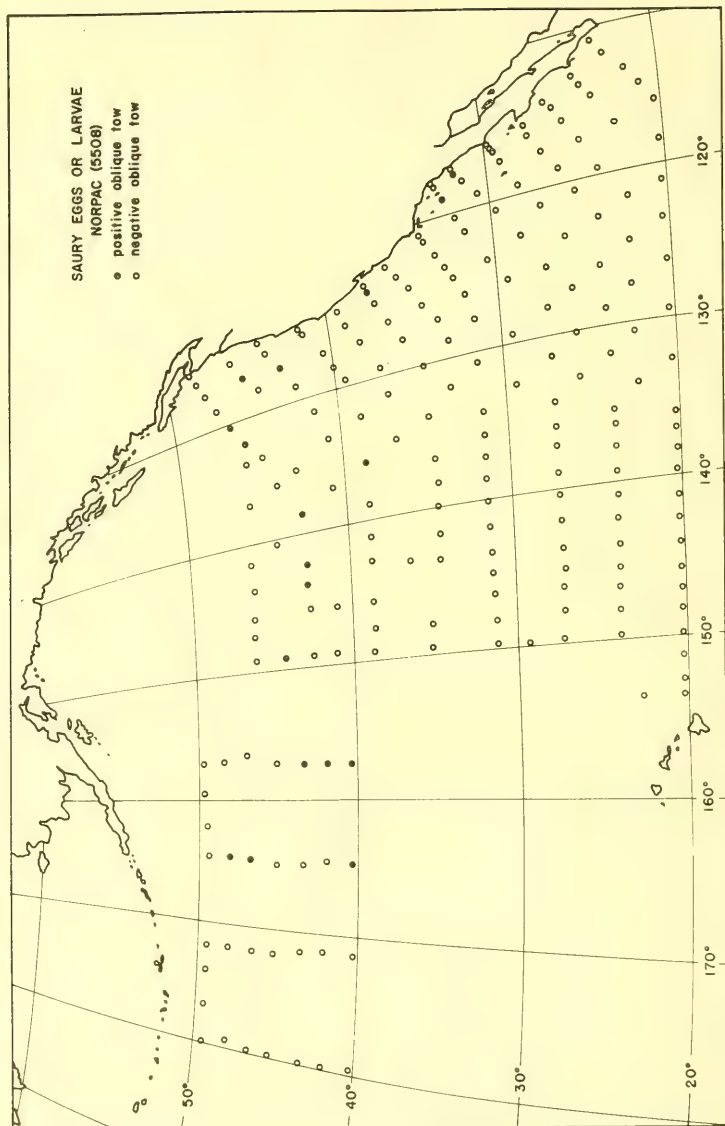 SAURY EGGS OR LARVAE
NORPAC (5508)
● positive oblique tow
○ negative oblique tow
50°
40°
30°
20°
170°
160°
150°
140°
130°
120°